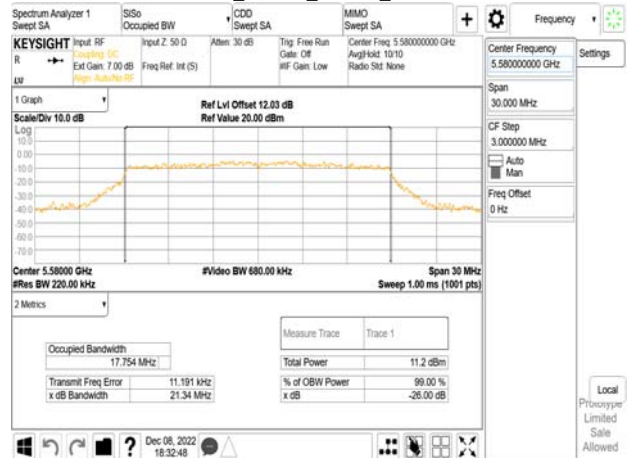 Spectrum Analyzer 1
Swept SA
SISo
Occupied BW
CDD
Swept SA
MIMO
Swept SA
+
Frequency
KEYSIGHT
R
Input: RF
Coupling: DC
Ext Gain: 7.00 dB
Align: Auto/No RF
Input Z: 50 Ω
Freq Ref: Int (S)
Atten: 30 dB
Trig: Free Run
Gate: Off
#IF Gain: Low
Center Freq: 5.580000000 GHz
Avg|Hold: 10/10
Radio Std: None
1 Graph
Scale/Div 10.0 dB
Ref Lvl Offset 12.03 dB
Ref Value 20.00 dBm
Log
10.0
0.00
-10.0
-20.0
-30.0
-40.0
-50.0
-60.0
-70.0
Center 5.58000 GHz
#Res BW 220.00 kHz
#Video BW 680.00 kHz
Span 30 MHz
Sweep 1.00 ms (1001 pts)
2 Metrics
Measure Trace
Trace 1
Occupied Bandwidth
17.754 MHz
Total Power
11.2 dBm
Transmit Freq Error
11.191 kHz
% of OBW Power
99.00 %
x dB Bandwidth
21.34 MHz
x dB
-26.00 dB
Center Frequency
5.580000000 GHz
Settings
Span
30.000 MHz
CF Step
3.000000 MHz
Auto
Man
Freq Offset
0 Hz
Local
Prototype
Limited
Sale
Allowed
?
Dec 08, 2022
18:32:48